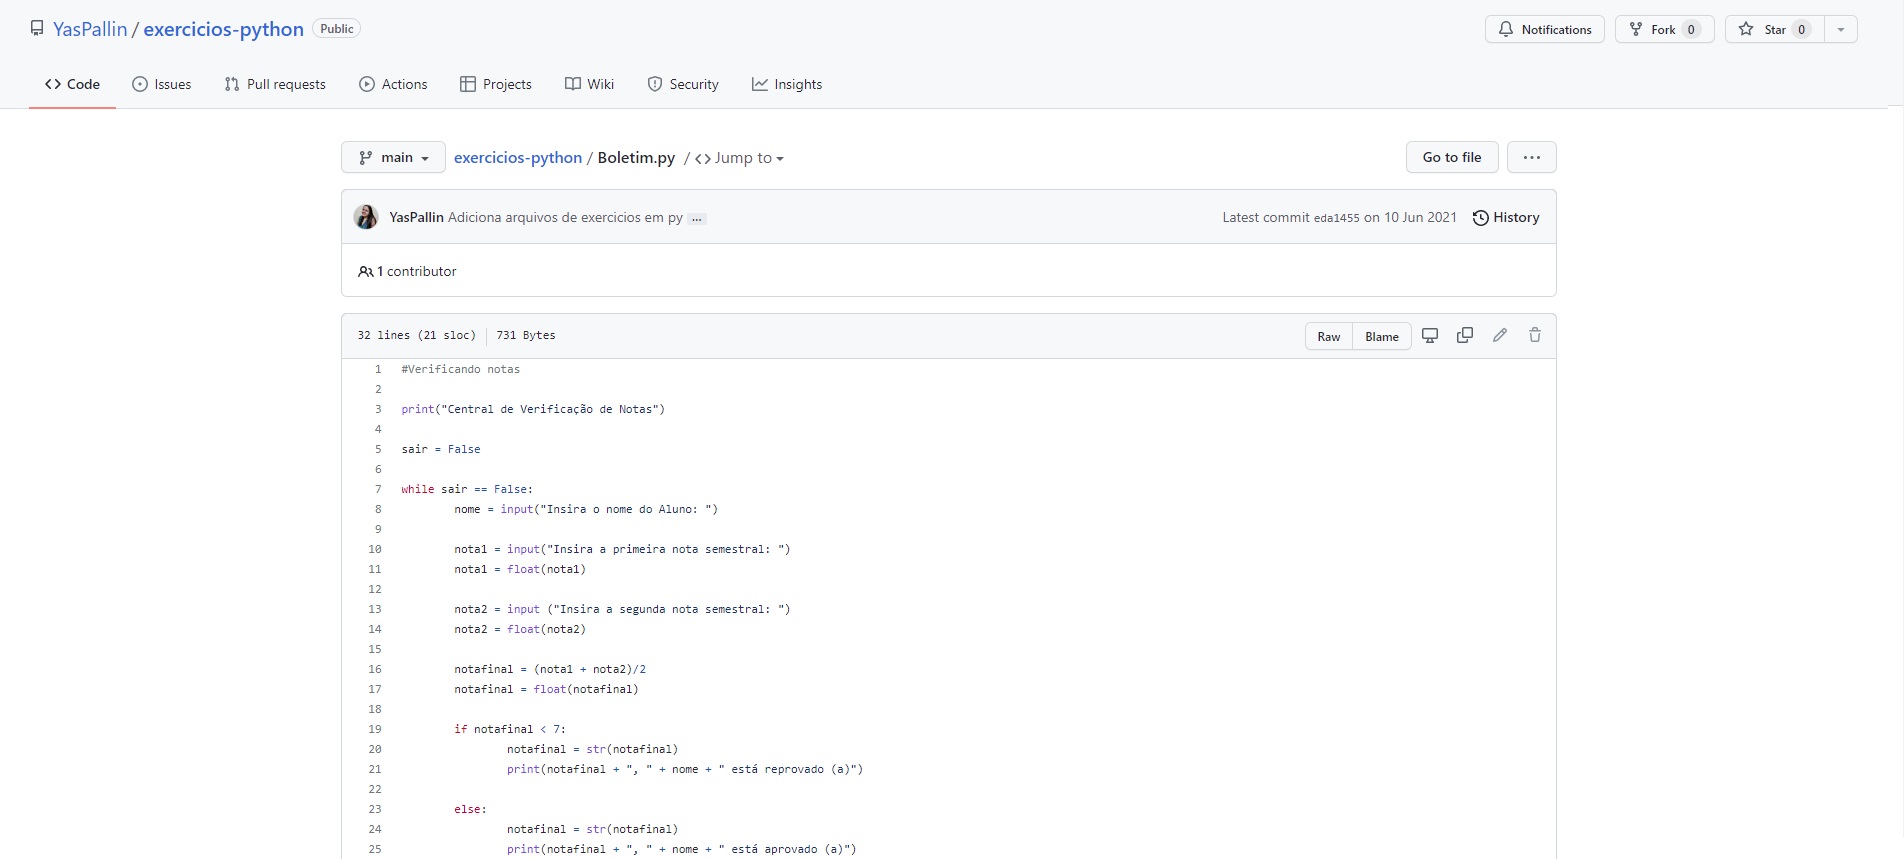 YasPallin / exercicios-python Public
Notifications Fork 0 Star 0
Code Issues Pull requests Actions Projects Wiki Security Insights
main exercicios-python / Boletim.py / <> Jump to
Go to file ...
YasPallin Adiciona arquivos de exercicios em py ...
Latest commit eda1455 on 10 Jun 2021 History
1 contributor
32 lines (21 sloc) 731 Bytes
Raw Blame
1 #Verificando notas
2
3 print("Central de Verificação de Notas")
4
5 sair = False
6
7 while sair == False:
8 nome = input("Insira o nome do Aluno: ")
9
10 nota1 = input("Insira a primeira nota semestral: ")
11 nota1 = float(nota1)
12
13 nota2 = input ("Insira a segunda nota semestral: ")
14 nota2 = float(nota2)
15
16 notafinal = (nota1 + nota2)/2
17 notafinal = float(notafinal)
18
19 if notafinal < 7:
20 notafinal = str(notafinal)
21 print(notafinal + ", " + nome + " está reprovado (a)")
22
23 else:
24 notafinal = str(notafinal)
25 print(notafinal + ", " + nome + " está aprovado (a)")